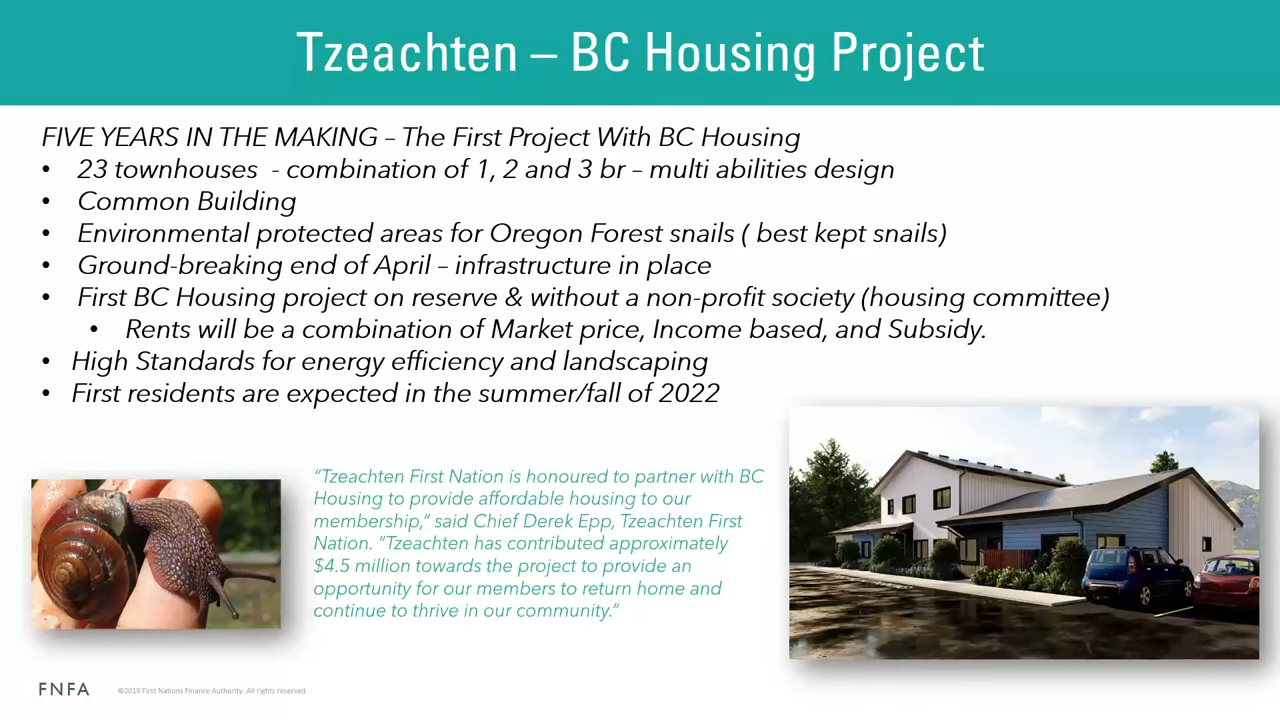 Tzeachten – BC Housing Project
FIVE YEARS IN THE MAKING – The First Project With BC Housing
• 23 townhouses - combination of 1, 2 and 3 br – multi abilities design
• Common Building
• Environmental protected areas for Oregon Forest snails ( best kept snails)
• Ground-breaking end of April – infrastructure in place
• First BC Housing project on reserve & without a non-profit society (housing committee)
• Rents will be a combination of Market price, Income based, and Subsidy.
• High Standards for energy efficiency and landscaping
• First residents are expected in the summer/fall of 2022
“Tzeachten First Nation is honoured to partner with BC
Housing to provide affordable housing to our
membership,” said Chief Derek Epp, Tzeachten First
Nation. “Tzeachten has contributed approximately
$4.5 million towards the project to provide an
opportunity for our members to return home and
continue to thrive in our community.”
FNFA
©2019 First Nations Finance Authority. All rights reserved.